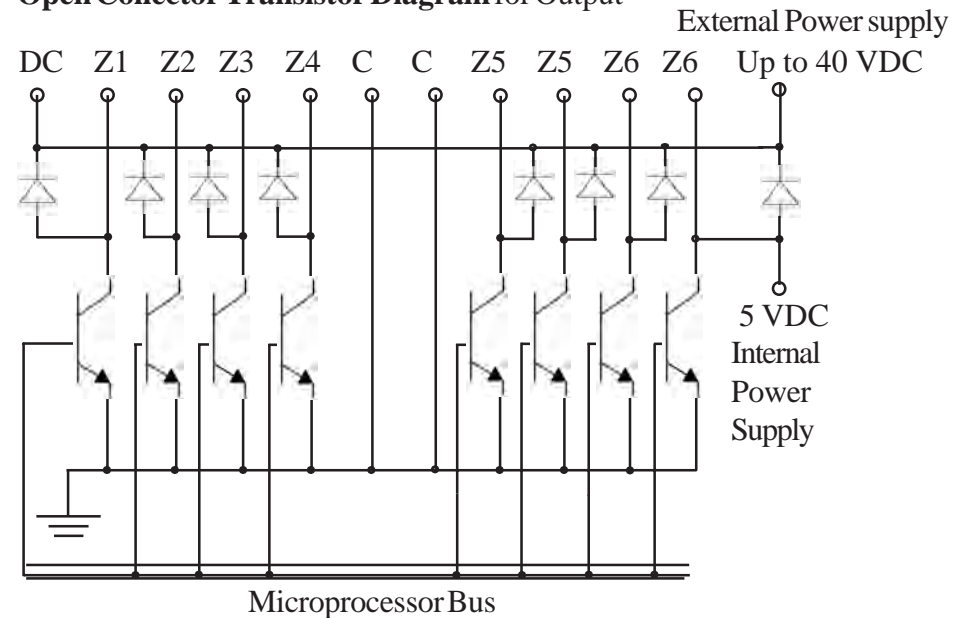 Open Collector Transistor Diagram for Output
External Power supply
DC Z1 Z2 Z3 Z4 C C Z5 Z5 Z6 Z6 Up to 40 VDC
5 VDC
Internal
Power
Supply
Microprocessor Bus